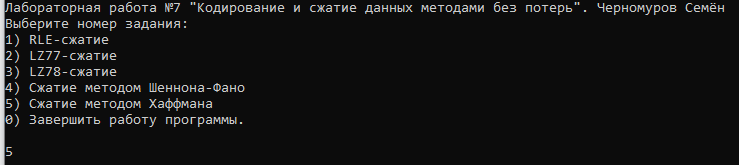 Лабораторная работа №7 "Кодирование и сжатие данных методами без потерь". Черномуров Семён
Выберите номер задания:
1) RLE-сжатие
2) LZ77-сжатие
3) LZ78-сжатие
4) Сжатие методом Шеннона-Фано
5) Сжатие методом Хаффмана
0) Завершить работу программы.
5